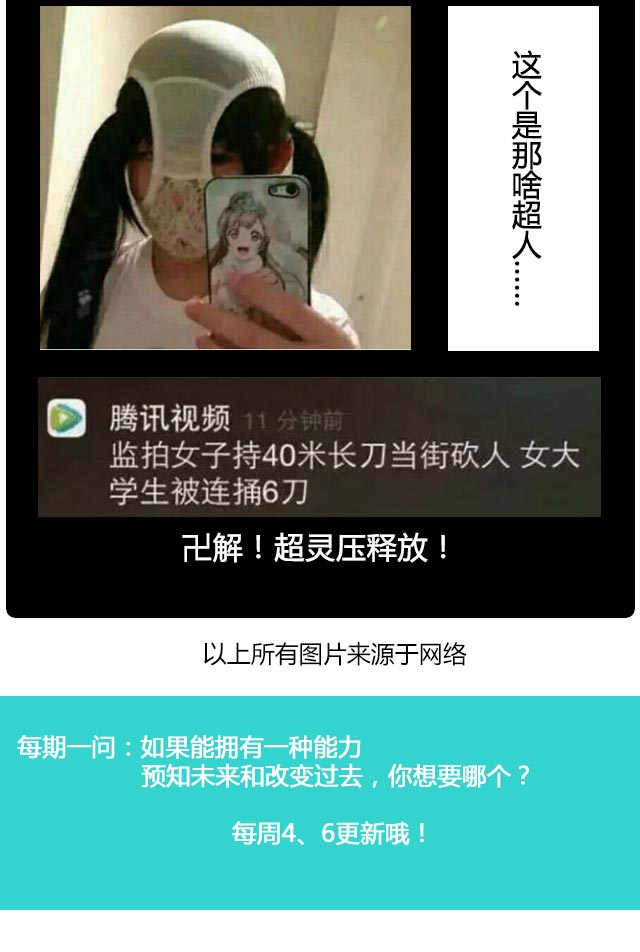 这个是那啥超人……
腾讯视频 11 分钟前
监拍女子持40米长刀当街砍人 女大
学生被连捅6刀
卍解！超灵压释放！
以上所有图片来源于网络
每期一问：如果能拥有一种能力
预知未来和改变过去，你想要哪个？
每周4、6更新哦！